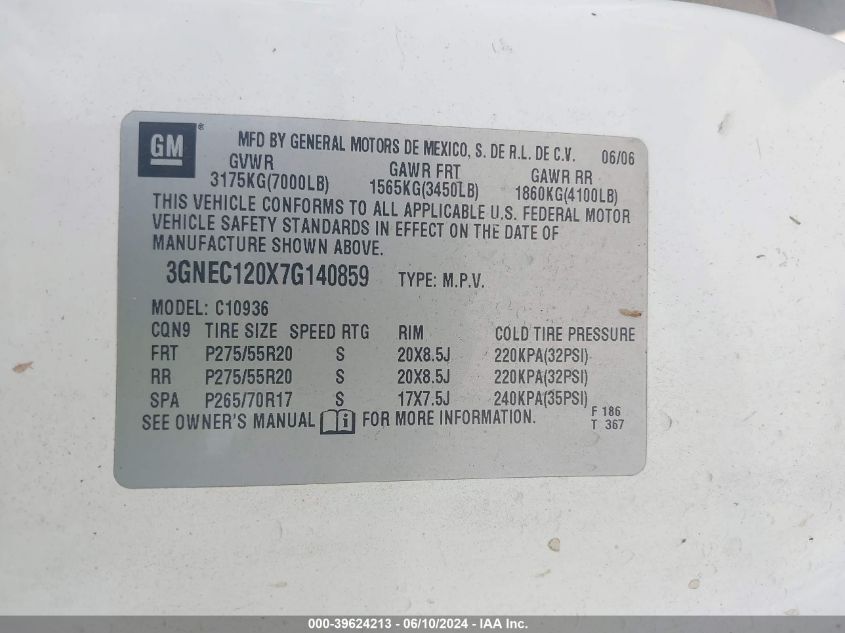 GM ® MFD BY GENERAL MOTORS DE MEXICO, S. DE R.L. DE C.V. 06/06
GVWR GAWR FRT GAWR RR
3175KG(7000LB) 1565KG(3450LB) 1860KG(4100LB)
THIS VEHICLE CONFORMS TO ALL APPLICABLE U.S. FEDERAL MOTOR
VEHICLE SAFETY STANDARDS IN EFFECT ON THE DATE OF
MANUFACTURE SHOWN ABOVE.
3GNEC120X7G140859 TYPE: M.P.V.
MODEL: C10936
CQN9 TIRE SIZE SPEED RTG RIM COLD TIRE PRESSURE
FRT P275/55R20 S 20X8.5J 220KPA(32PSI)
RR P275/55R20 S 20X8.5J 220KPA(32PSI)
SPA P265/70R17 S 17X7.5J 240KPA(35PSI)
SEE OWNER'S MANUAL i FOR MORE INFORMATION. F 186
T 367
000-39624213 - 06/10/2024 - IAA Inc.